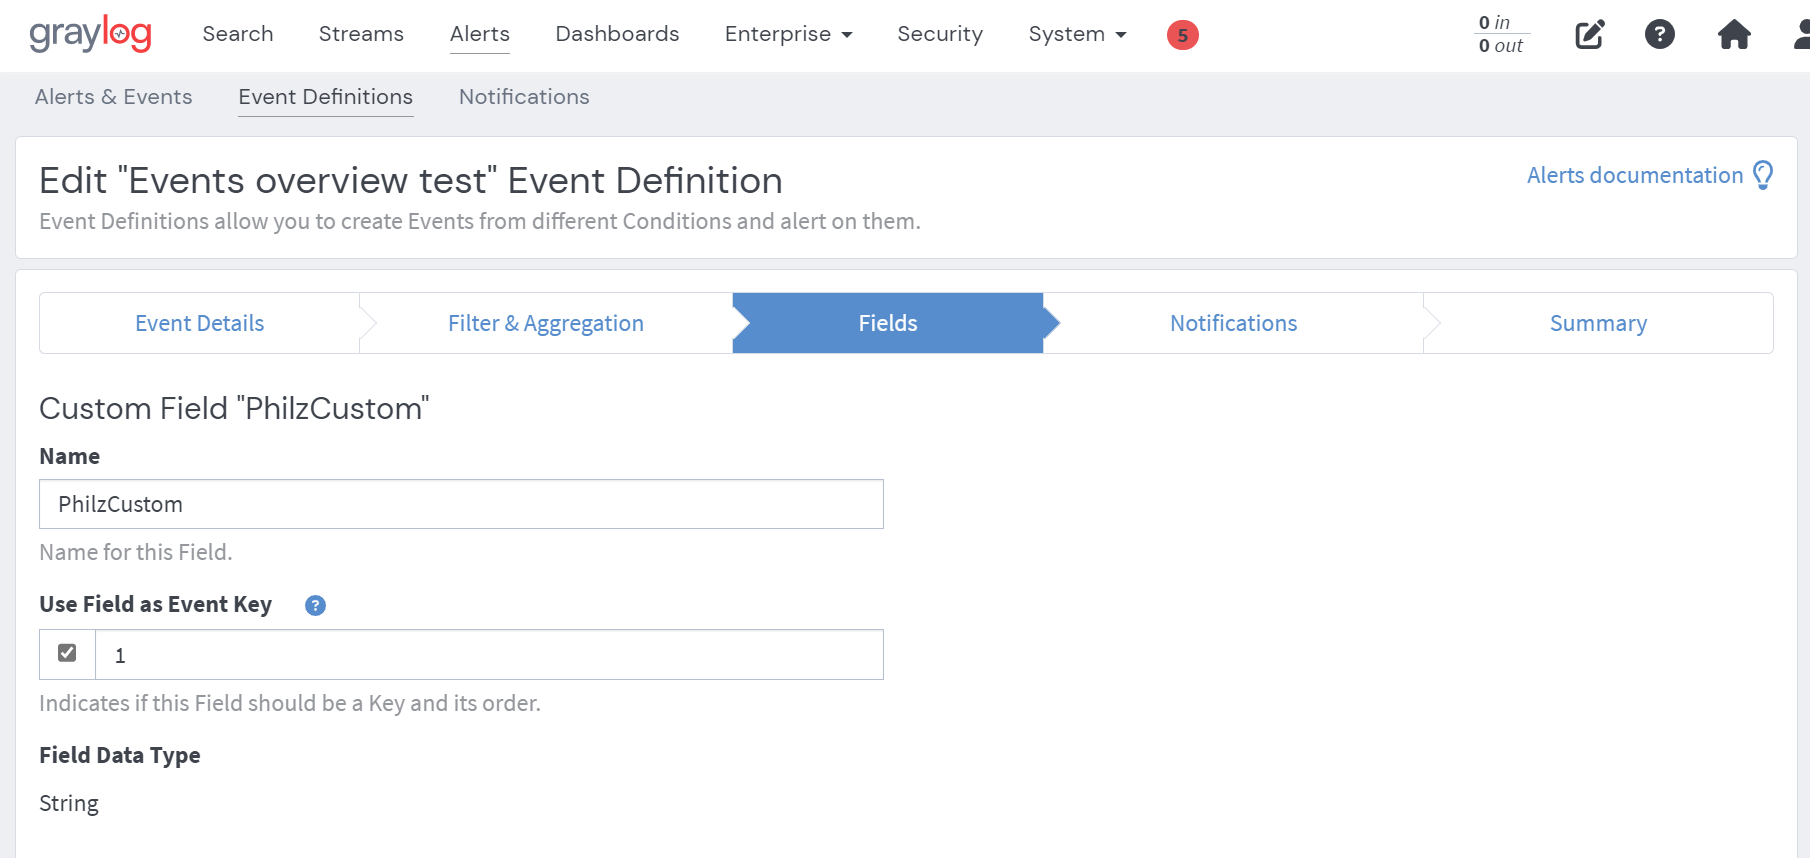 graylog Search Streams Alerts Dashboards Enterprise Security System 5 0 in
0 out
?
Alerts & Events Event Definitions Notifications
Edit "Events overview test" Event Definition
Alerts documentation
Event Definitions allow you to create Events from different Conditions and alert on them.
Event Details Filter & Aggregation Fields Notifications Summary
Custom Field "PhilzCustom"
Name
PhilzCustom
Name for this Field.
Use Field as Event Key ?
1
Indicates if this Field should be a Key and its order.
Field Data Type
String